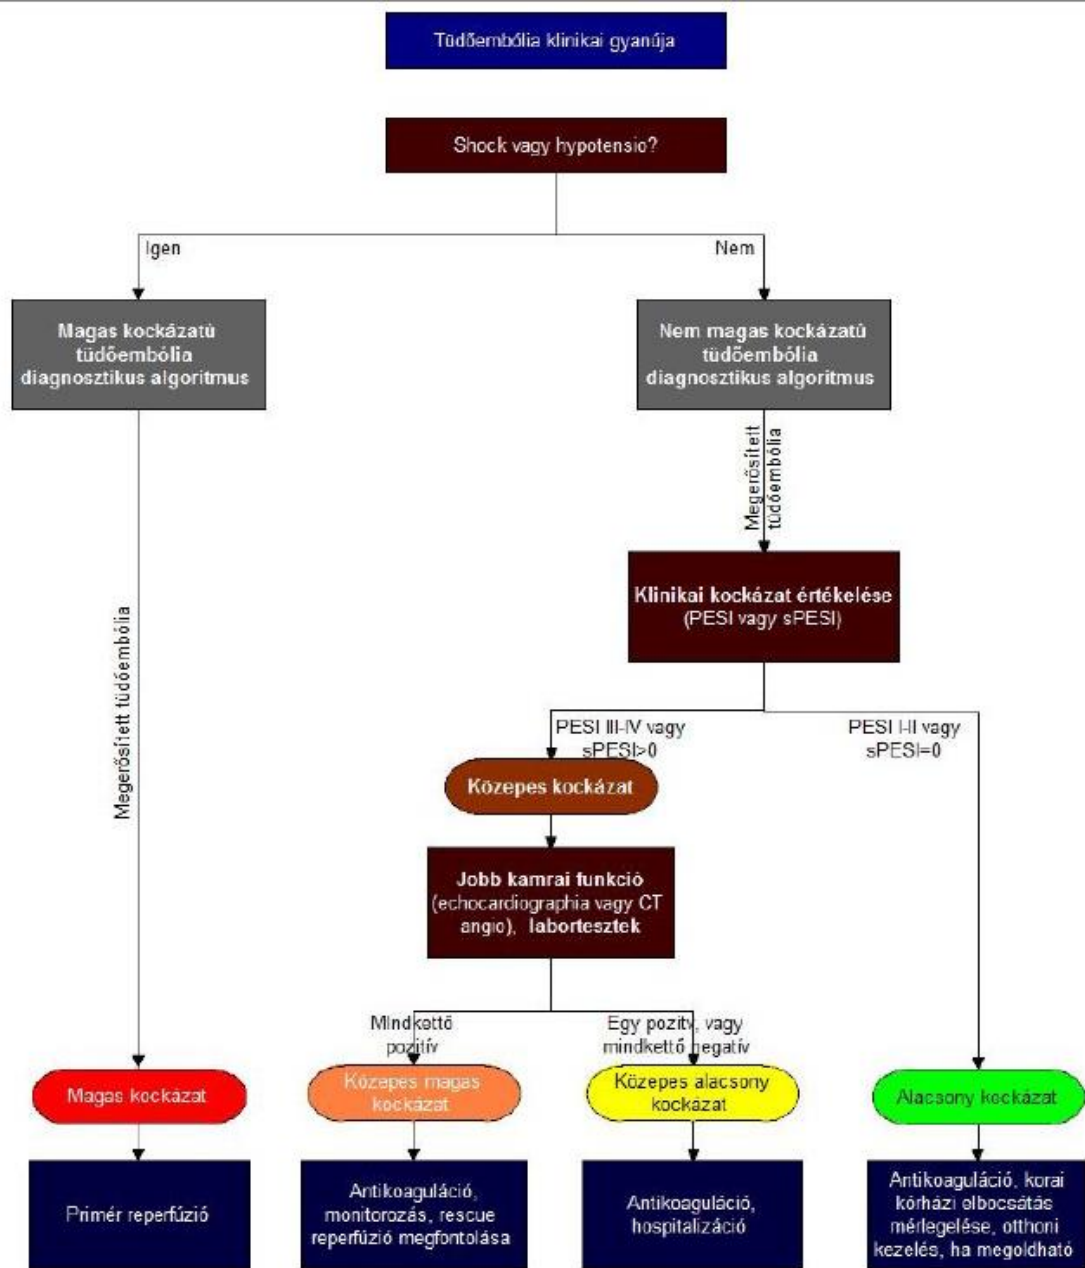 Tüdőembólia klinikai gyanúja
Shock vagy hypotensio?
Igen
Nem
Magas kockázatú
tüdőembólia
diagnosztikus algoritmus
Nem magas kockázatú
tüdőembólia
diagnosztikus algoritmus
Megerősített
tüdőembólia
Megerősített tüdőembólia
Klinikai kockázat értékelése
(PESI vagy sPESI)
PESI III-IV vagy
sPESI>0
PESI I-II vagy
sPESI=0
Közepes kockázat
Jobb kamrai funkció
(echocardiographia vagy CT
angio), labortesztek
Mindkettő
pozitív
Egy pozitv, vagy
mindkettő negatív
Magas kockázat
Közepes magas
kockázat
Közepes alacsony
kockázat
Alacsony kockázat
Primér reperfúzió
Antikoaguláció,
monitorozás, rescue
reperfúzió megfontolása
Antikoaguláció,
hospitalizáció
Antikoaguláció, korai
kórházi elbocsátás
mérlegelése, otthoni
kezelés, ha megoldható